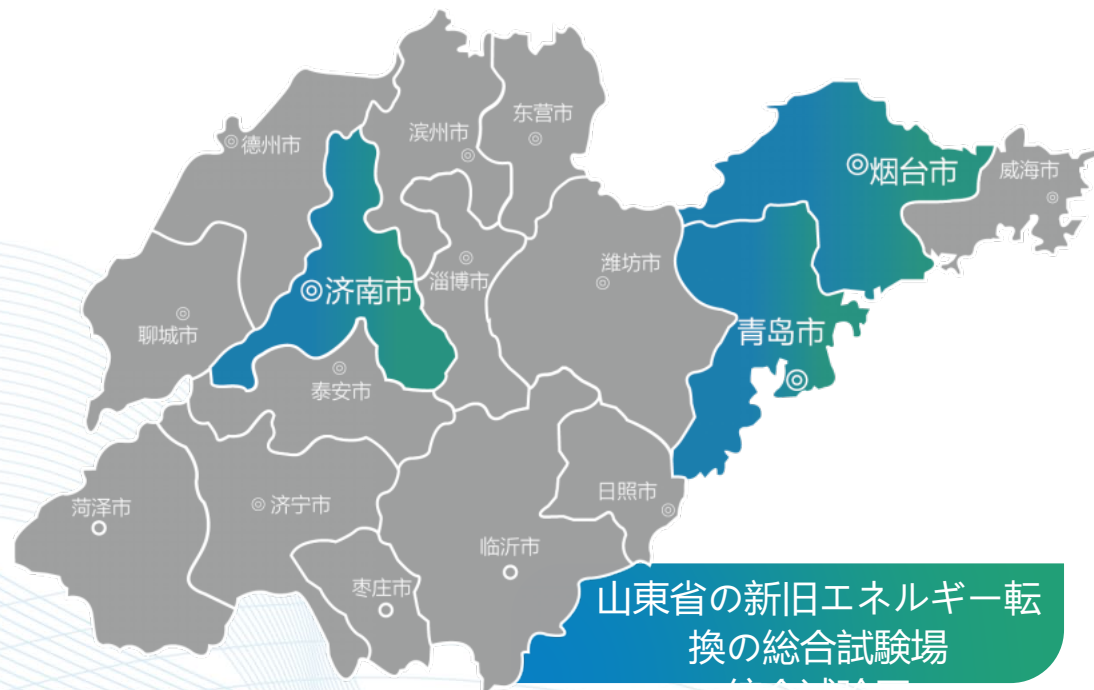 东营市
滨州市
德州市
烟台市
威海市
潍坊市
淄博市
济南市
聊城市
青岛市
泰安市
日照市
济宁市
菏泽市
临沂市
枣庄市
山東省の新旧エネルギー転
換の総合試験場